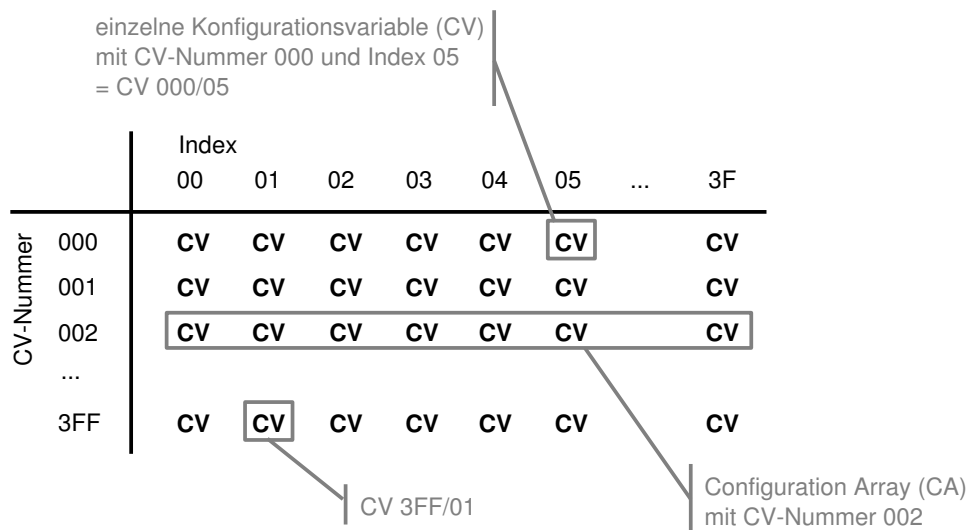 einzelne Konfigurationsvariable (CV)
mit CV-Nummer 000 und Index 05
= CV 000/05
Index
00 01 02 03 04 05 ... 3F
CV-Nummer
000 CV CV CV CV CV CV CV
001 CV CV CV CV CV CV CV
002 CV CV CV CV CV CV CV
...
3FF CV CV CV CV CV CV CV
CV 3FF/01
Configuration Array (CA)
mit CV-Nummer 002